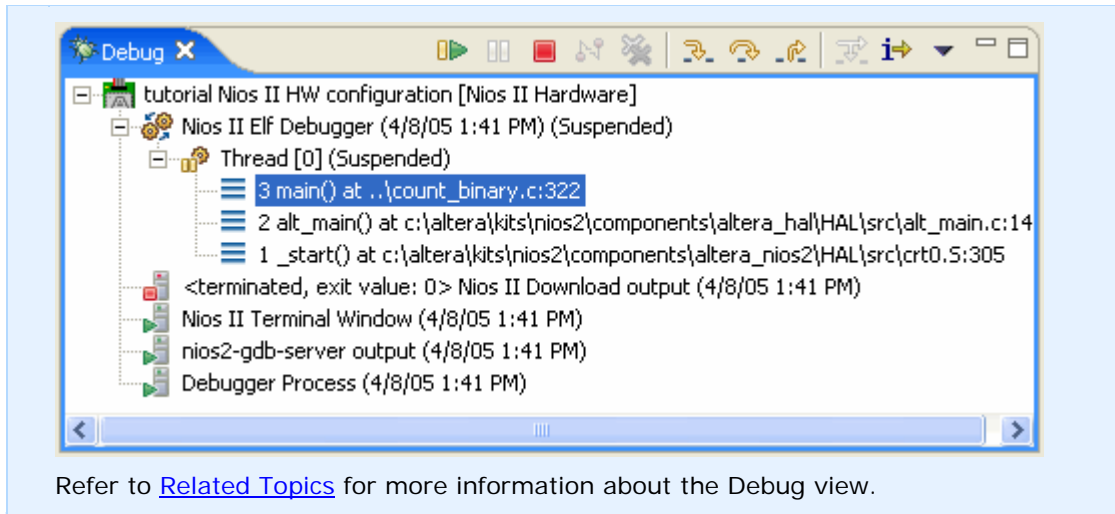 Debug
tutorial Nios II HW configuration [Nios II Hardware]
Nios II Elf Debugger (4/8/05 1:41 PM) (Suspended)
Thread [0] (Suspended)
3 main() at ..\count_binary.c:322
2 alt_main() at c:\altera\kits\nios2\components\altera_hal\HAL\src\alt_main.c:14
1 _start() at c:\altera\kits\nios2\components\altera_nios2\HAL\src\crt0.S:305
<terminated, exit value: 0> Nios II Download output (4/8/05 1:41 PM)
Nios II Terminal Window (4/8/05 1:41 PM)
nios2-gdb-server output (4/8/05 1:41 PM)
Debugger Process (4/8/05 1:41 PM)
Refer to Related Topics for more information about the Debug view.